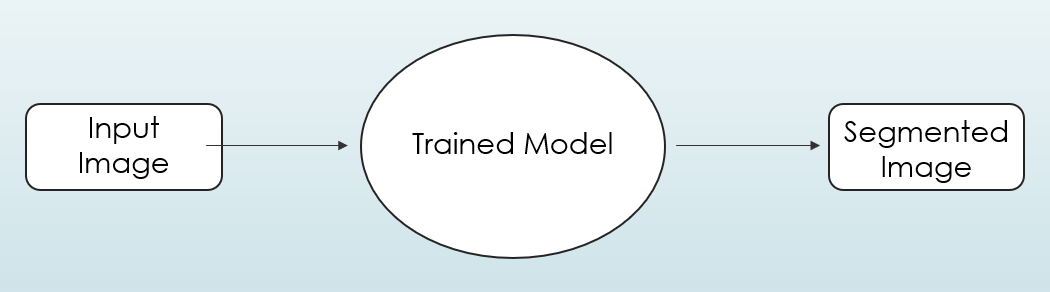 Input
Image
Trained Model
Segmented
Image